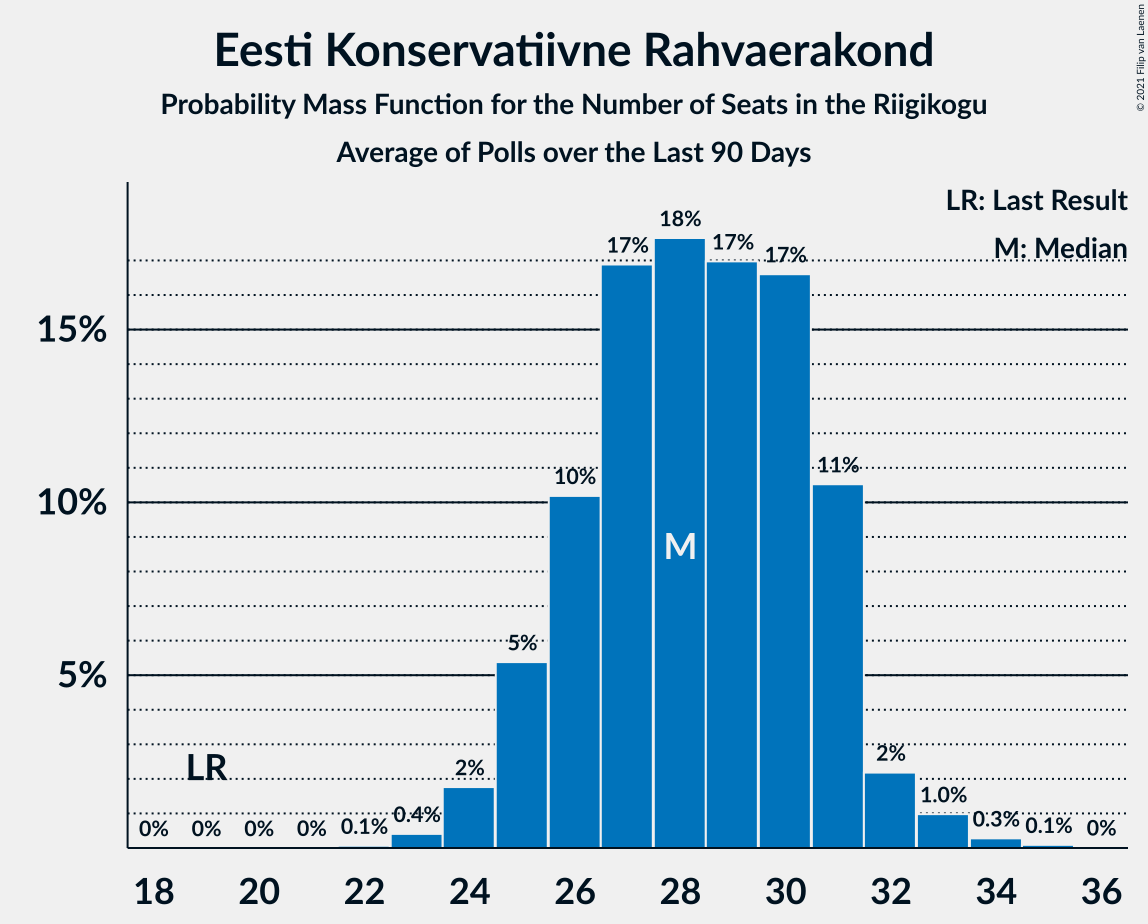 Eesti Konservatiivne Rahvaerakond
Probability Mass Function for the Number of Seats in the Riigikogu
Average of Polls over the Last 90 Days
© 2021 Filip van Laenen
LR: Last Result
M: Median
15%
10%
5%
0% 0% 0% 0% 0.1% 0.4% 2% 5% 10% 17% 18% 17% 17% 11% 2% 1.0% 0.3% 0.1% 0%
LR
M
18 20 22 24 26 28 30 32 34 36